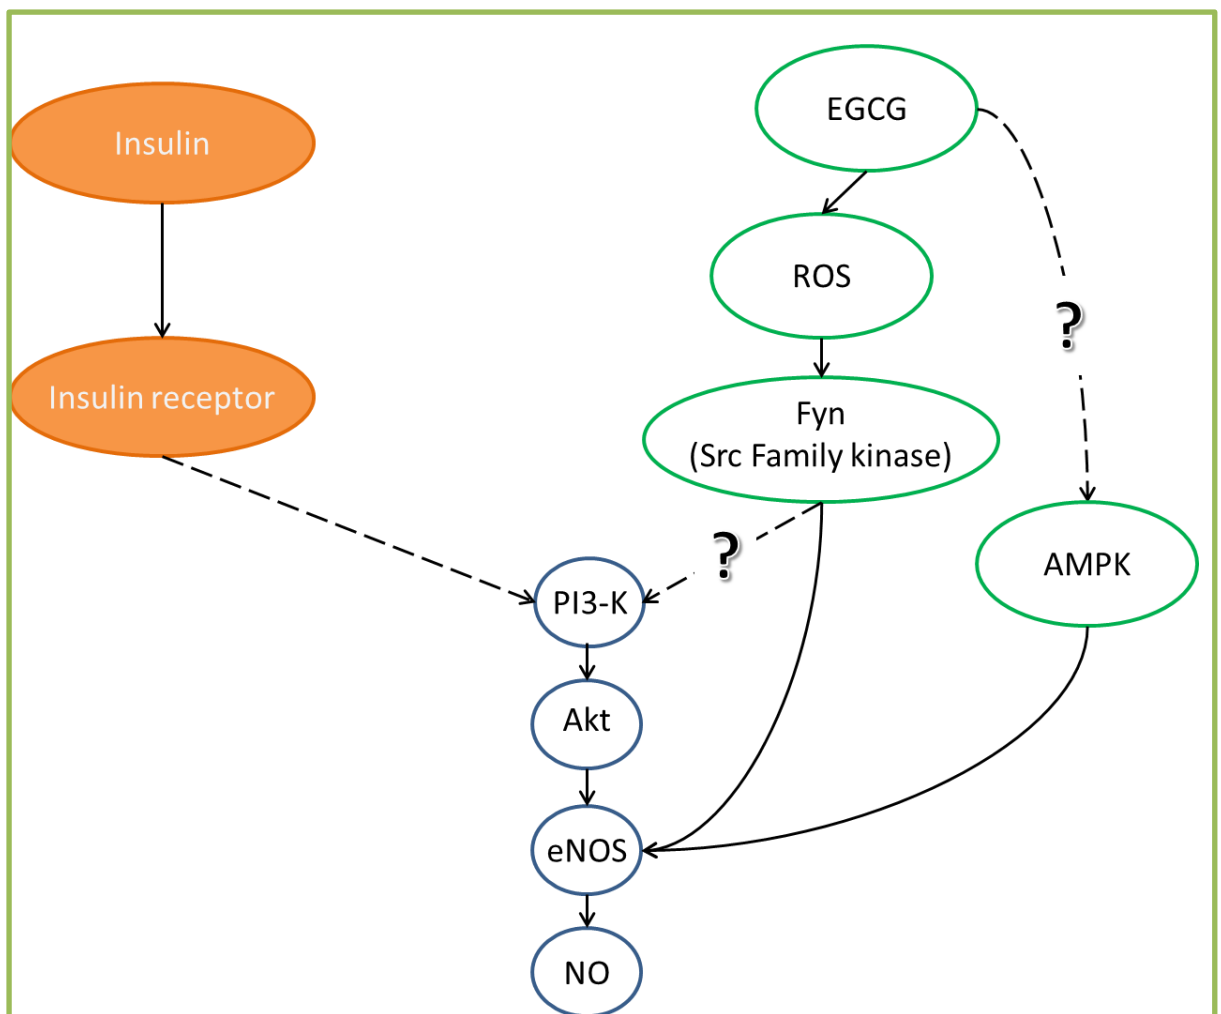 Insulin
EGCG
ROS
?
Insulin receptor
Fyn
(Src Family kinase)
?
AMPK
PI3-K
Akt
eNOS
NO